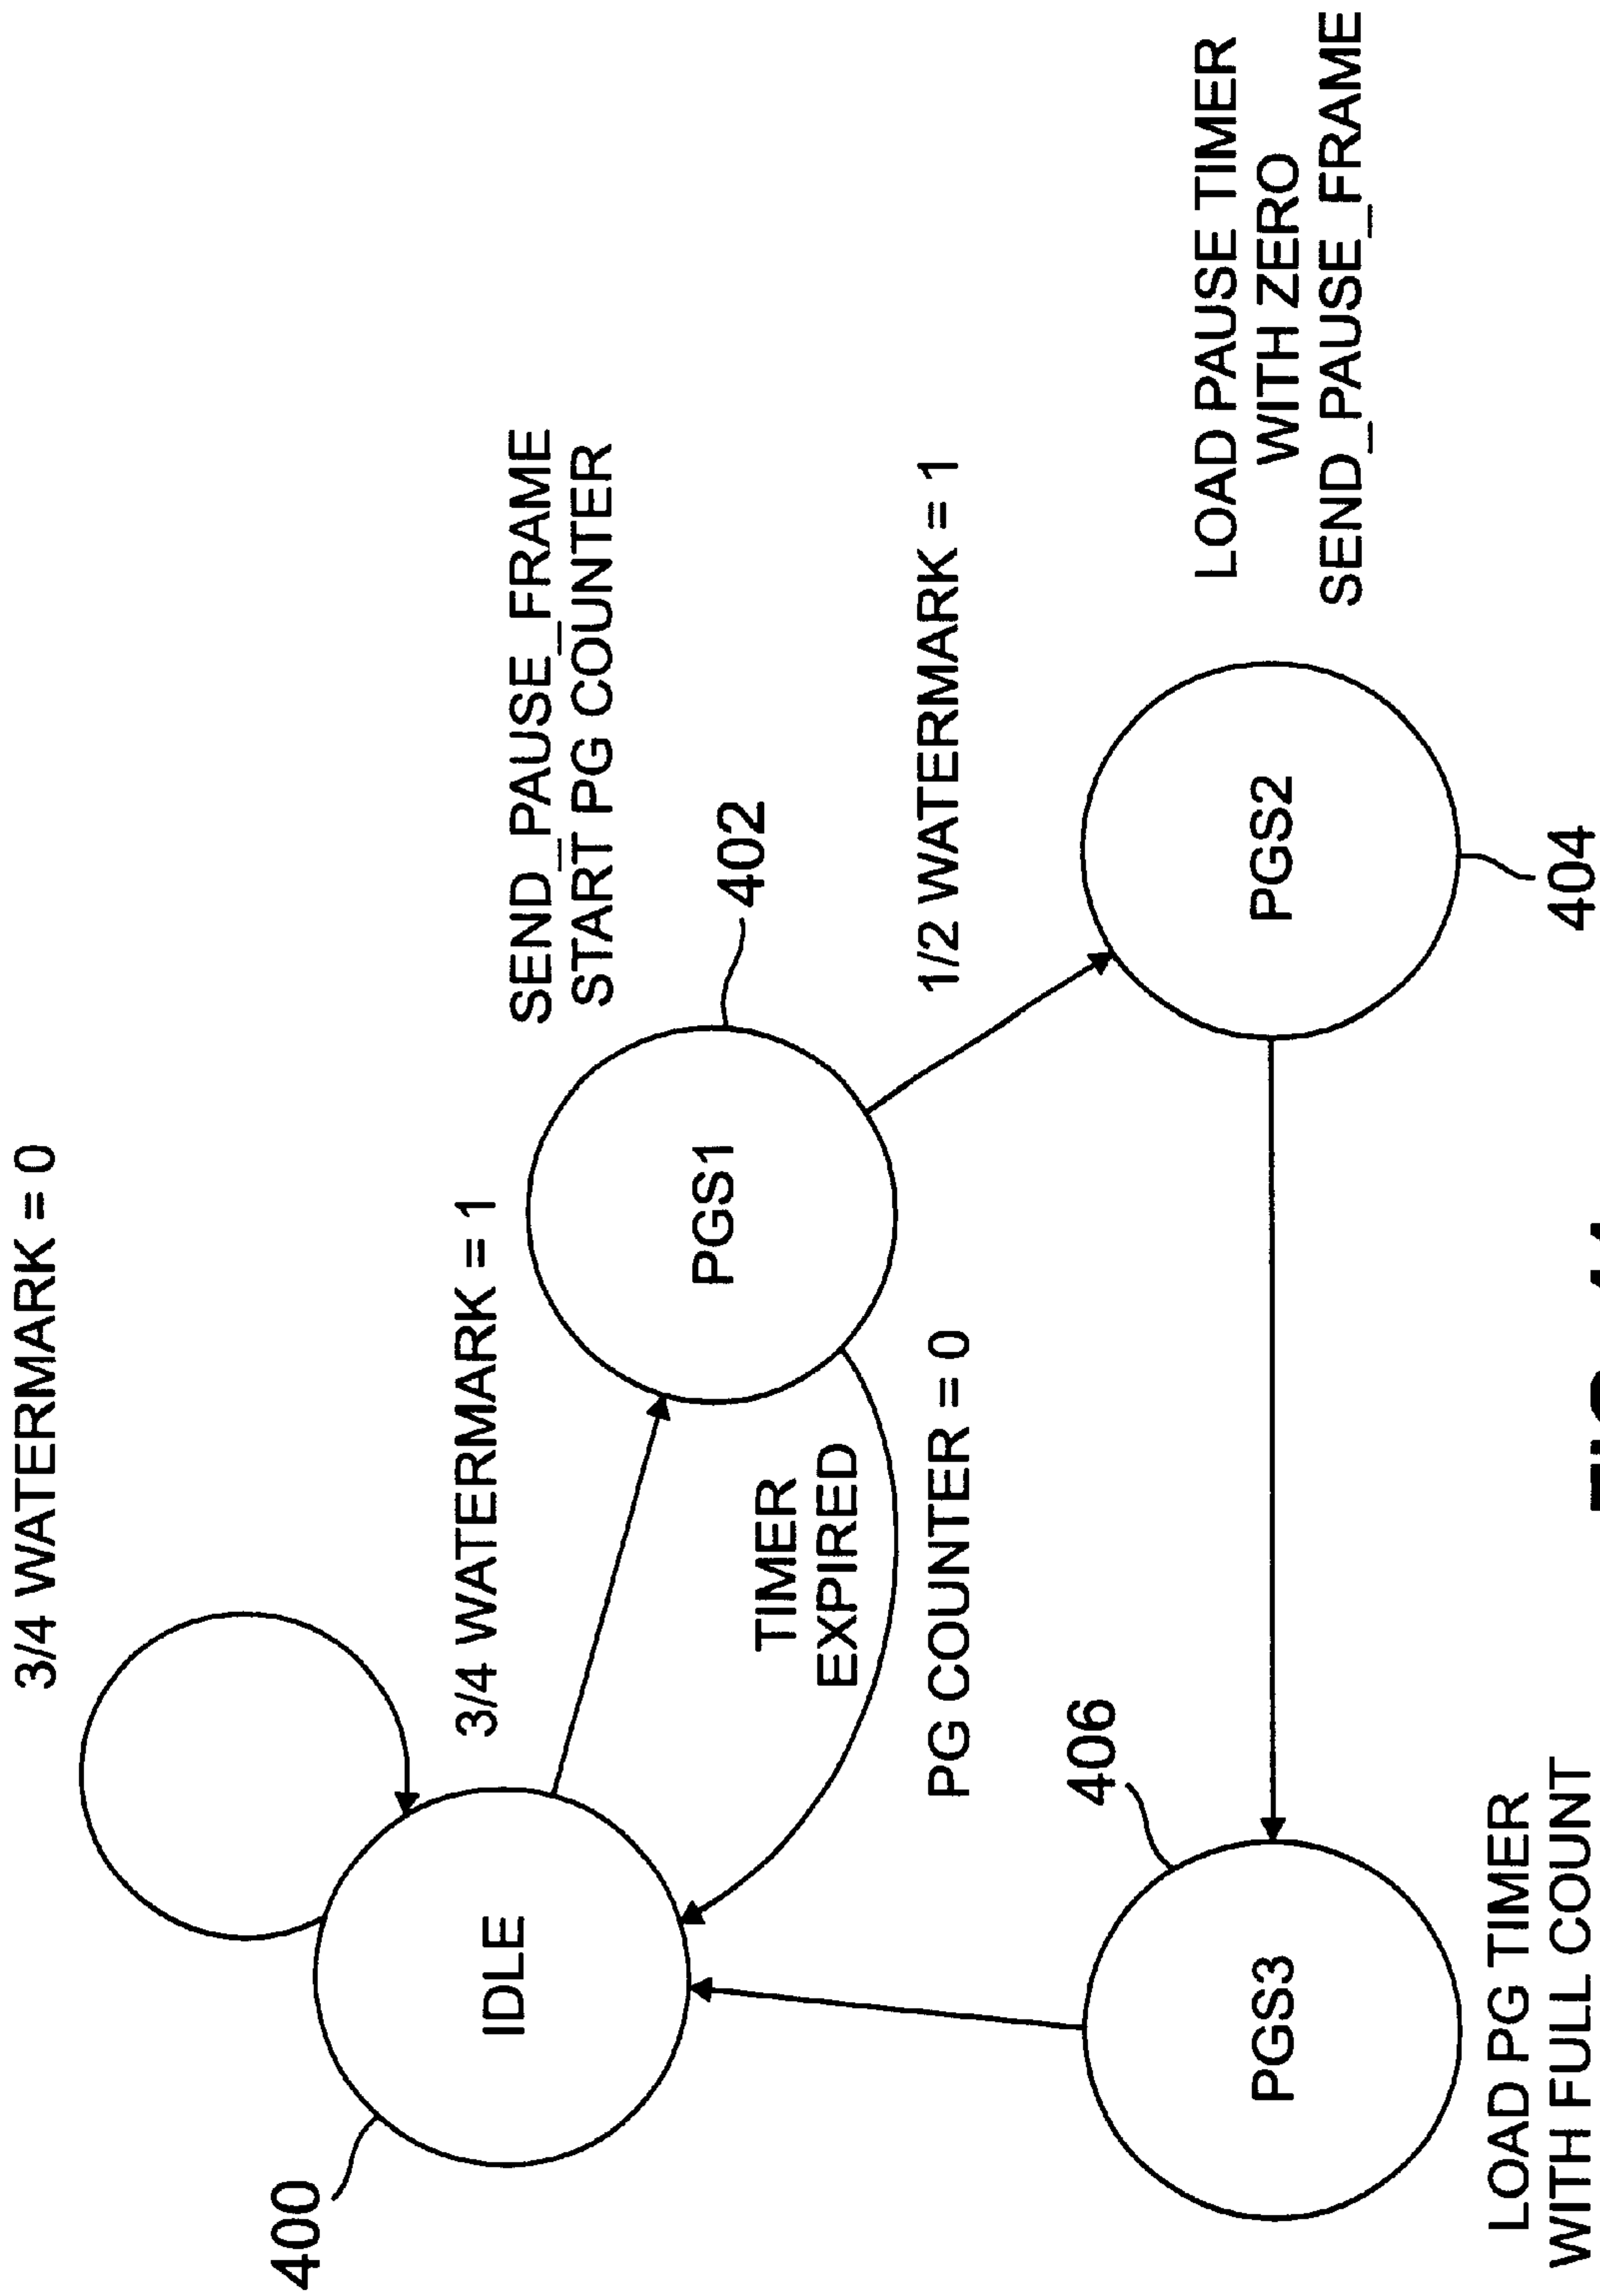 3/4 WATERMARK = 0
400
IDLE
3/4 WATERMARK = 1
SEND_PAUSE_FRAME
START PG COUNTER
PGS1
402
TIMER
EXPIRED
PG COUNTER = 0
1/2 WATERMARK = 1
406
PGS3
LOAD PG TIMER
WITH FULL COUNT
PGS2
404
LOAD PAUSE TIMER
WITH ZERO
SEND_PAUSE_FRAME